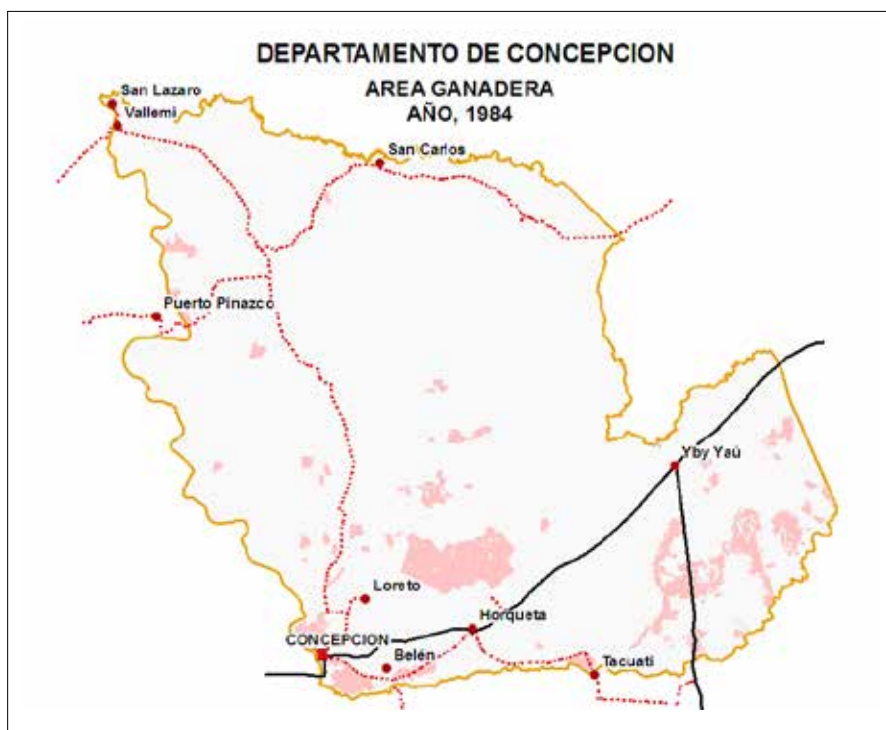 DEPARTAMENTO DE CONCEPCION
AREA GANADERA
AÑO, 1984
San Lazaro
Vallemi
San Carlos
Puerto Pinazco
Yby Yaú
Loreto
Horqueta
CONCEPCION
Belén
Tacuati